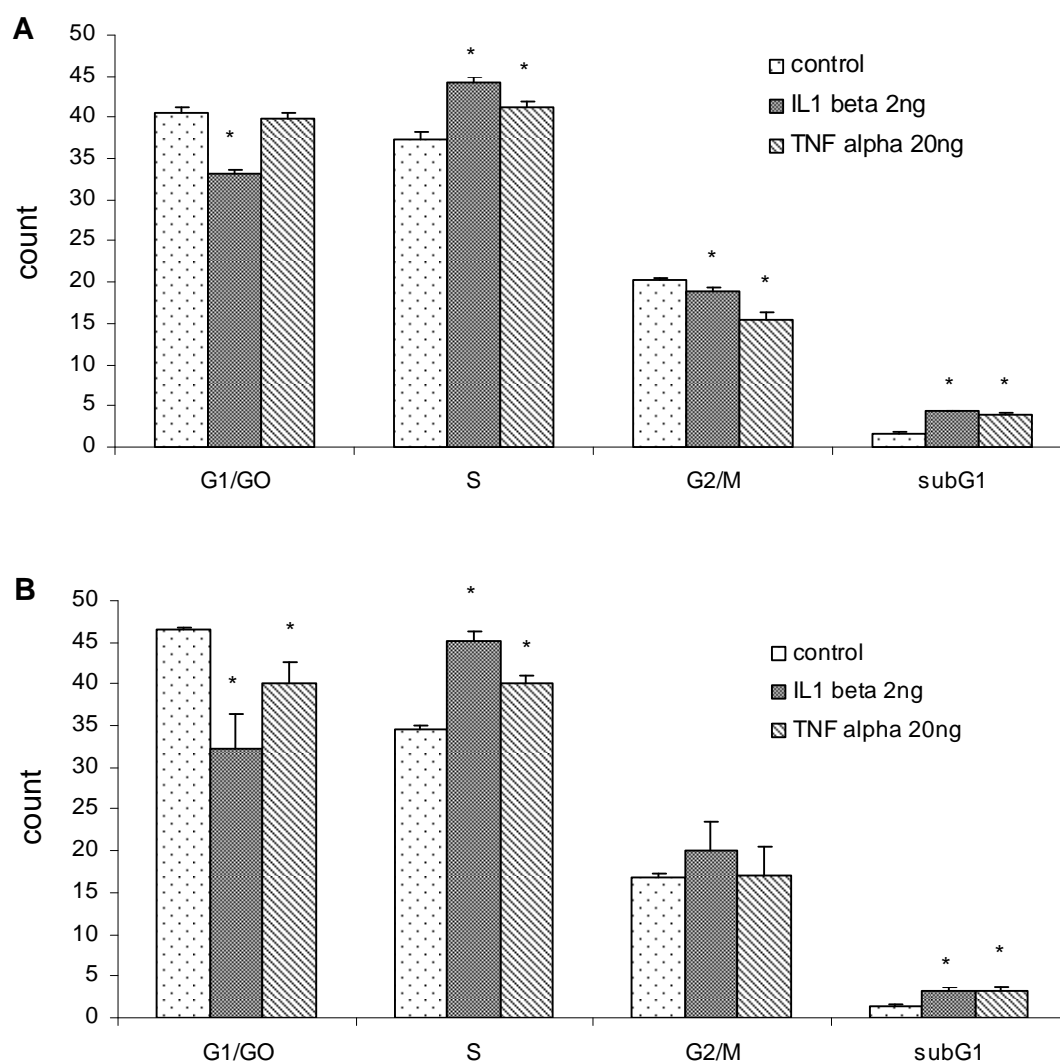 A
50
45
40
35
30
25
20
15
10
5
0
count
* * * * * * *
control
IL1 beta 2ng
TNF alpha 20ng
G1/GO S G2/M subG1
B
50
45
40
35
30
25
20
15
10
5
0
count
* * * * * *
control
IL1 beta 2ng
TNF alpha 20ng
G1/GO S G2/M subG1